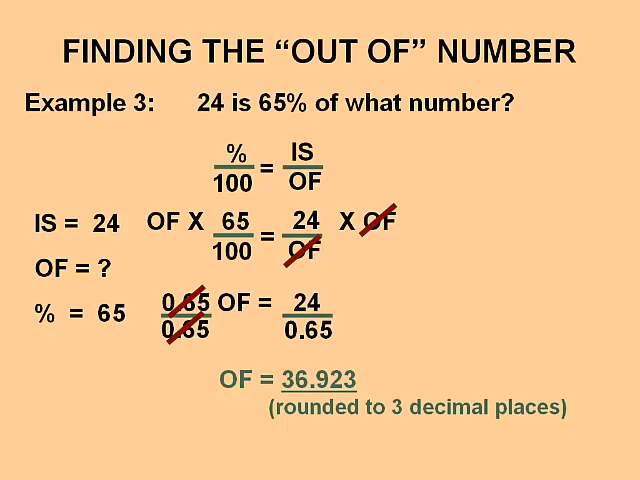 FINDING THE “OUT OF” NUMBER
Example 3: 24 is 65% of what number?
% = IS
100 OF
IS = 24 OF X 65 = 24 X OF
100 OF
OF = ?
% = 65 0.65 OF = 24
0.65 0.65
OF = 36.923
(rounded to 3 decimal places)